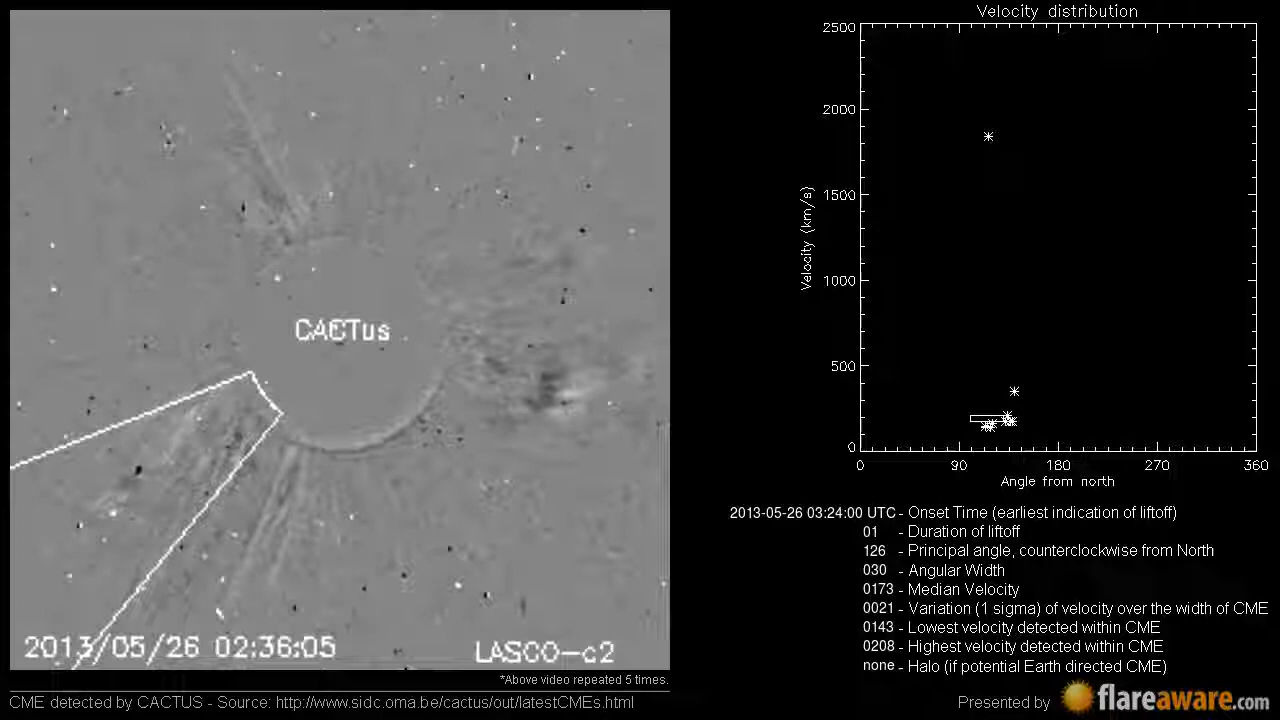 CACTus
2013/05/26 02:36:05
LASCO-c2
*Above video repeated 5 times.
CME detected by CACTUS - Source: http://www.sidc.oma.be/cactus/out/latestCMEs.html
Velocity distribution
2500
2000
1500
1000
500
0
Velocity (km/s)
0 90 180 270 360
Angle from north
2013-05-26 03:24:00 UTC - Onset Time (earliest indication of liftoff)
01 - Duration of liftoff
126 - Principal angle, counterclockwise from North
030 - Angular Width
0173 - Median Velocity
0021 - Variation (1 sigma) of velocity over the width of CME
0143 - Lowest velocity detected within CME
0208 - Highest velocity detected within CME
none - Halo (if potential Earth directed CME)
Presented by flareaware.com